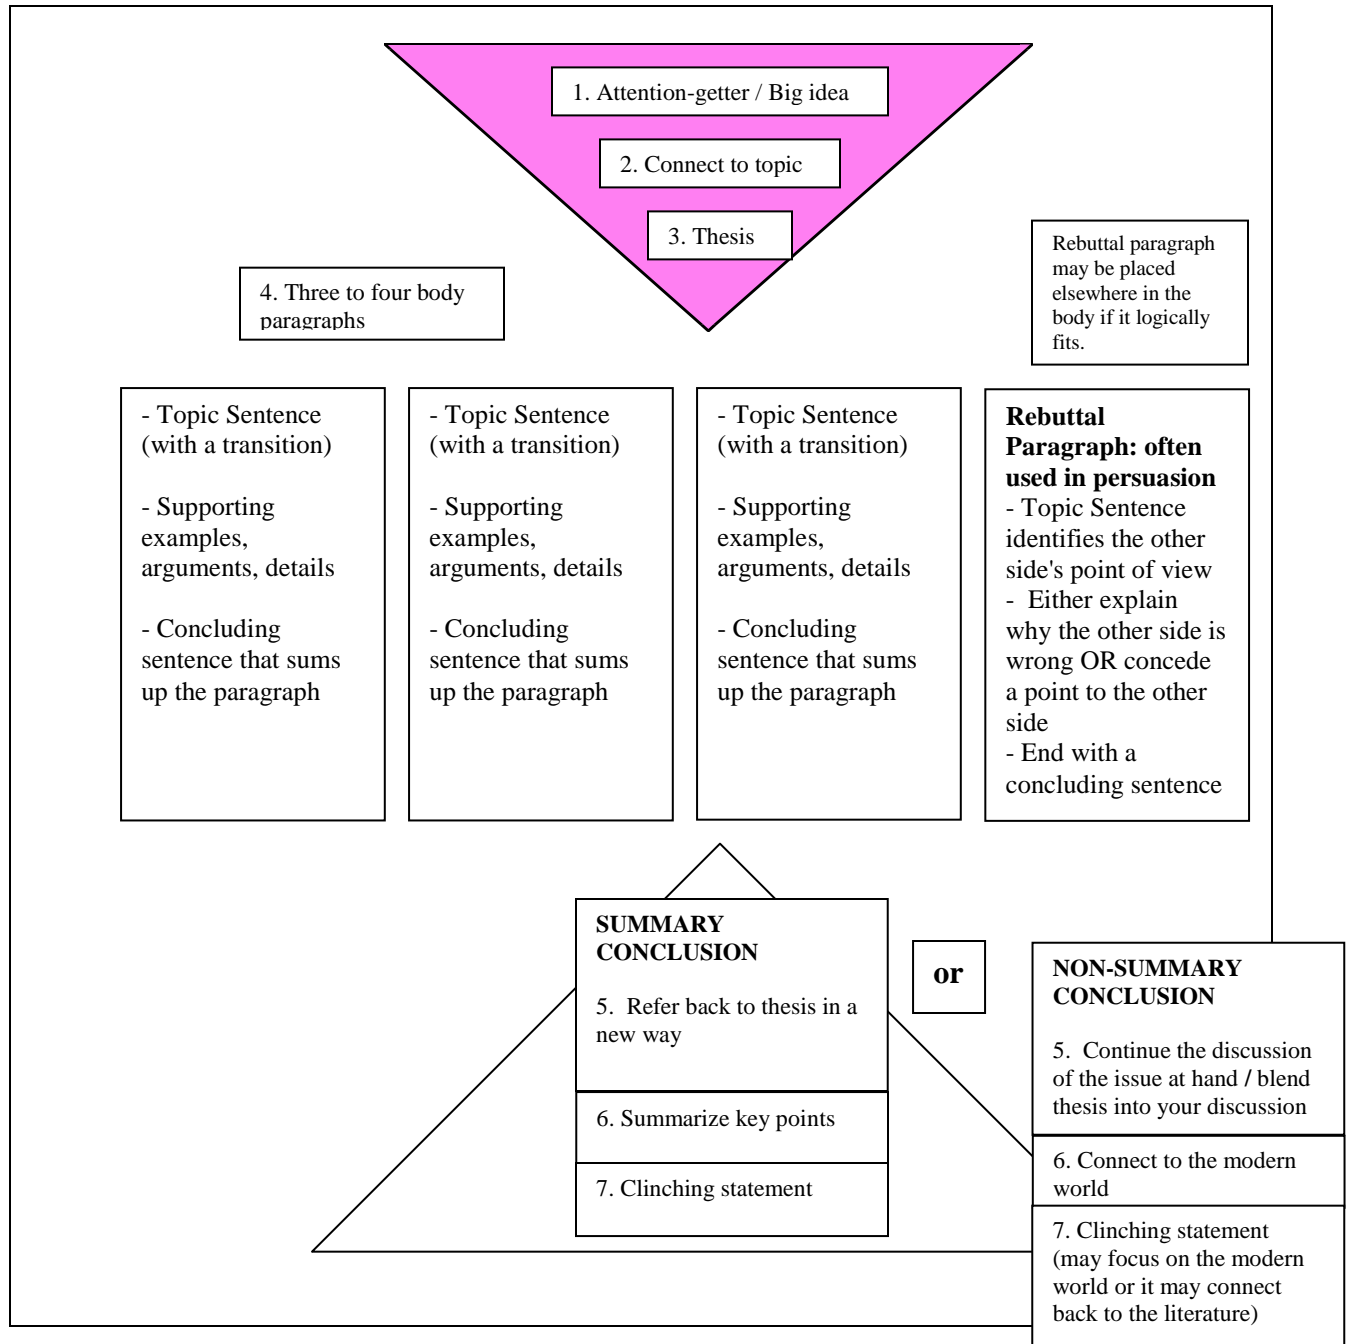 1. Attention-getter / Big idea
2. Connect to topic
3. Thesis
Rebuttal paragraph
may be placed
elsewhere in the
body if it logically
fits.
4. Three to four body
paragraphs
- Topic Sentence
(with a transition)
- Supporting
examples,
arguments, details
- Concluding
sentence that sums
up the paragraph
- Topic Sentence
(with a transition)
- Supporting
examples,
arguments, details
- Concluding
sentence that sums
up the paragraph
- Topic Sentence
(with a transition)
- Supporting
examples,
arguments, details
- Concluding
sentence that sums
up the paragraph
Rebuttal
Paragraph: often
used in persuasion
- Topic Sentence
identifies the other
side's point of view
- Either explain
why the other side is
wrong OR concede
a point to the other
side
- End with a
concluding sentence
SUMMARY
CONCLUSION
5. Refer back to thesis in a
new way
6. Summarize key points
7. Clinching statement
or
NON-SUMMARY
CONCLUSION
5. Continue the discussion
of the issue at hand / blend
thesis into your discussion
6. Connect to the modern
world
7. Clinching statement
(may focus on the modern
world or it may connect
back to the literature)